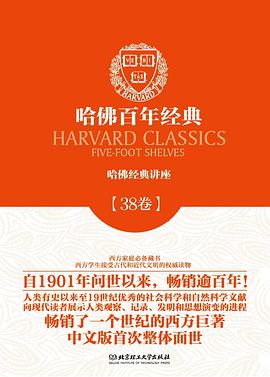 HARVARD
哈佛百年经典
HARVARD CLASSICS
FIVE-FOOT SHELVES
哈佛经典讲座
【38卷】
西方家庭必备藏书
西方学生接受古代和近代文明的权威读物
自1901年问世以来，畅销逾百年！
人类有史以来至19世纪优秀的社会科学和自然科学文献
向现代读者展示人类观察、记录、发明和思想演变的进程
畅销了一个世纪的西方巨著
中文版首次整体面世
北京理工大学出版社